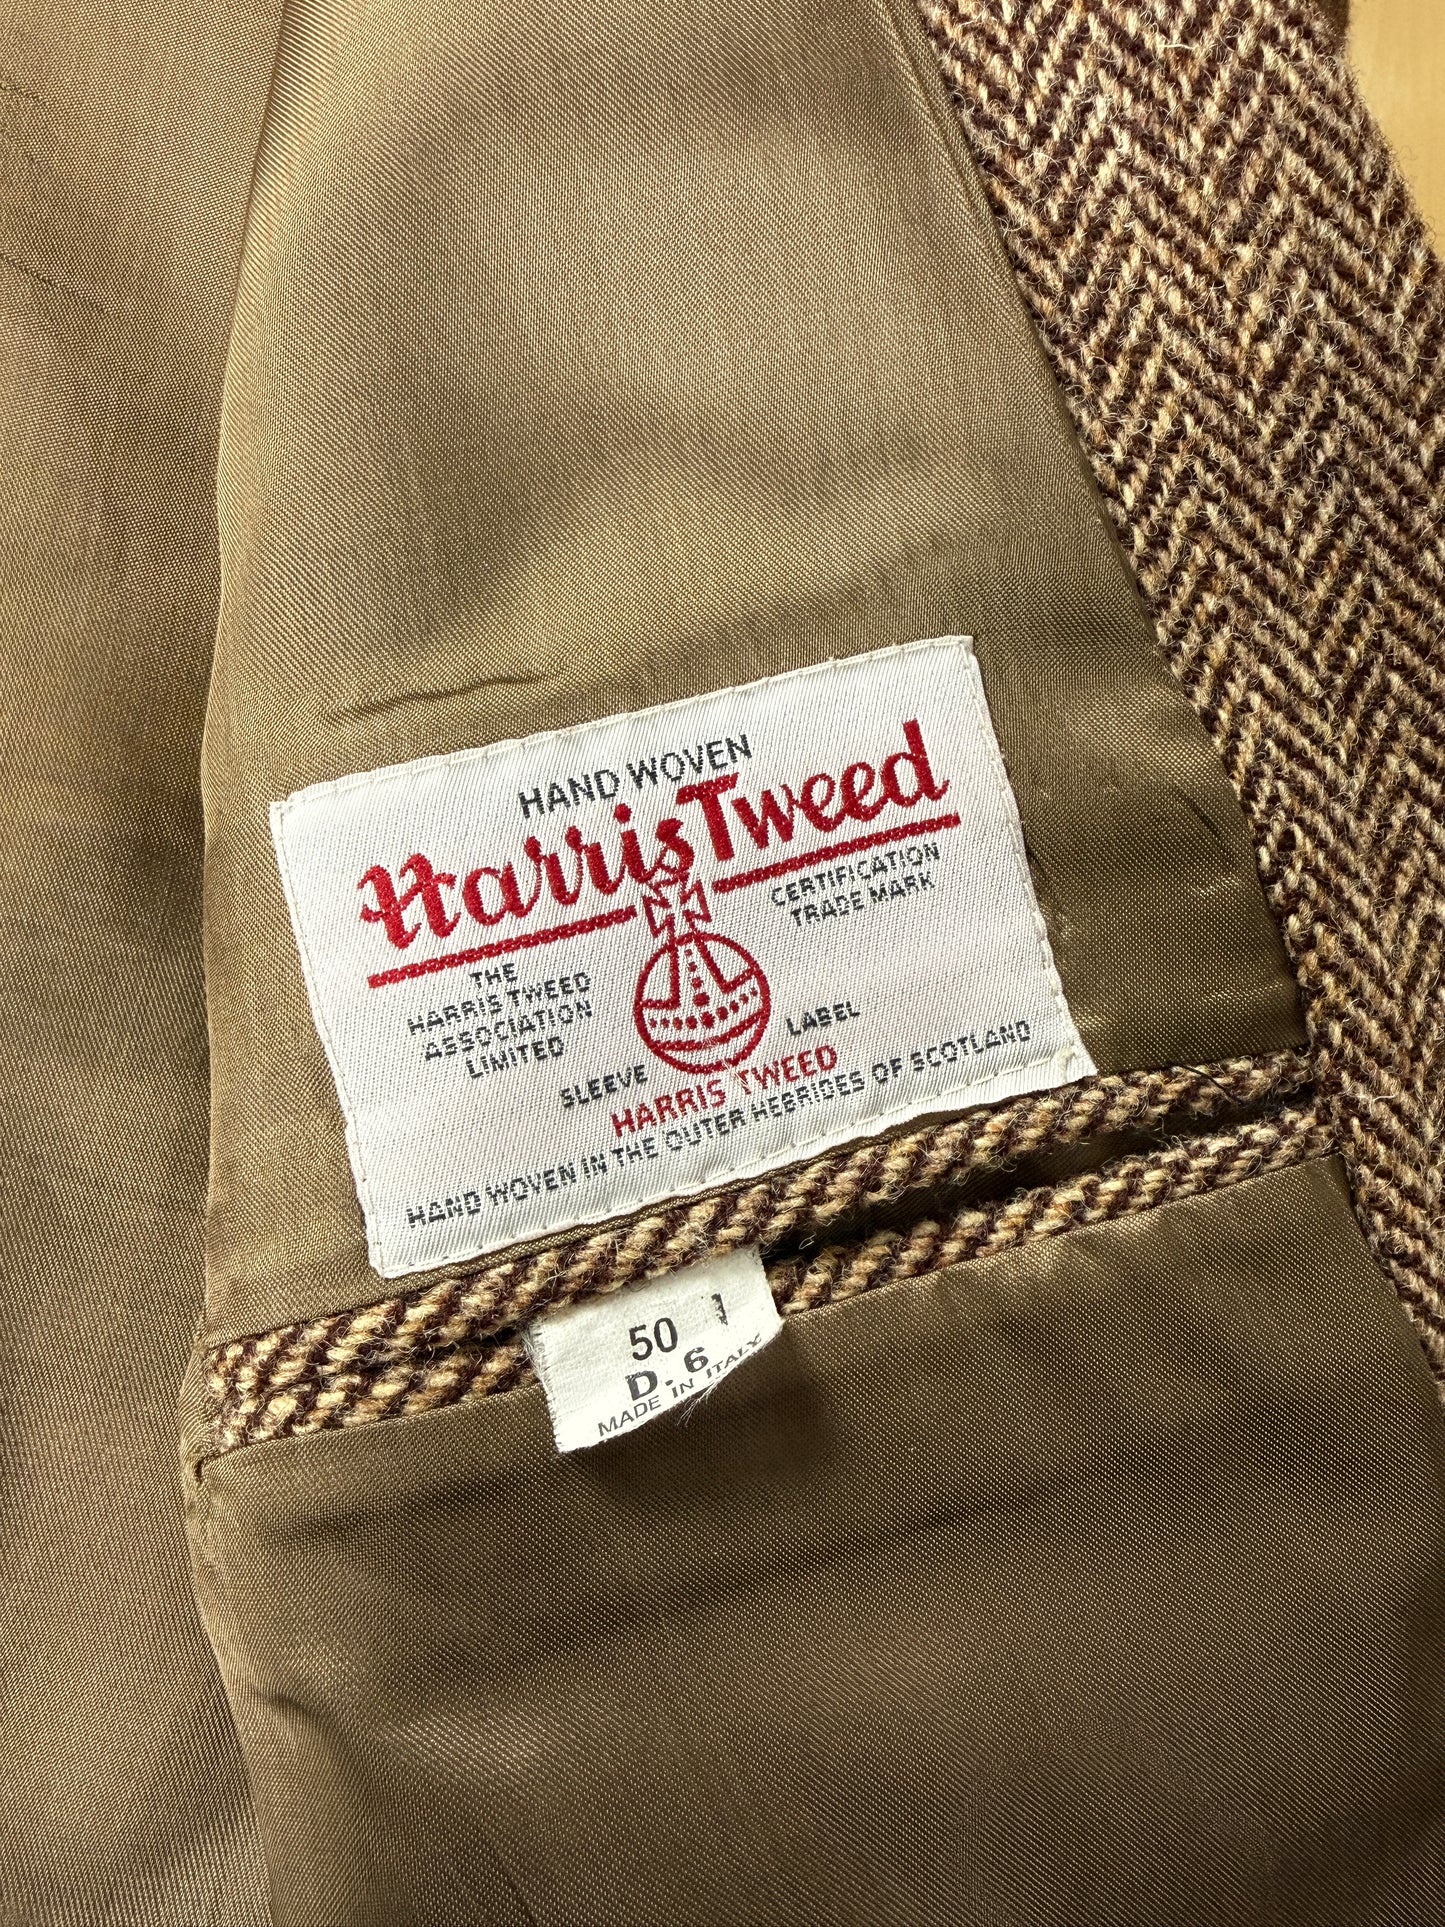 HAND WOVEN
Harris Tweed
CERTIFICATION
TRADE MARK
THE
HARRIS TWEED
ASSOCIATION
LIMITED
SLEEVE LABEL
HARRIS TWEED
HAND WOVEN IN THE OUTER HEBRIDES OF SCOTLAND
50 1
D. 6
MADE IN ITALY